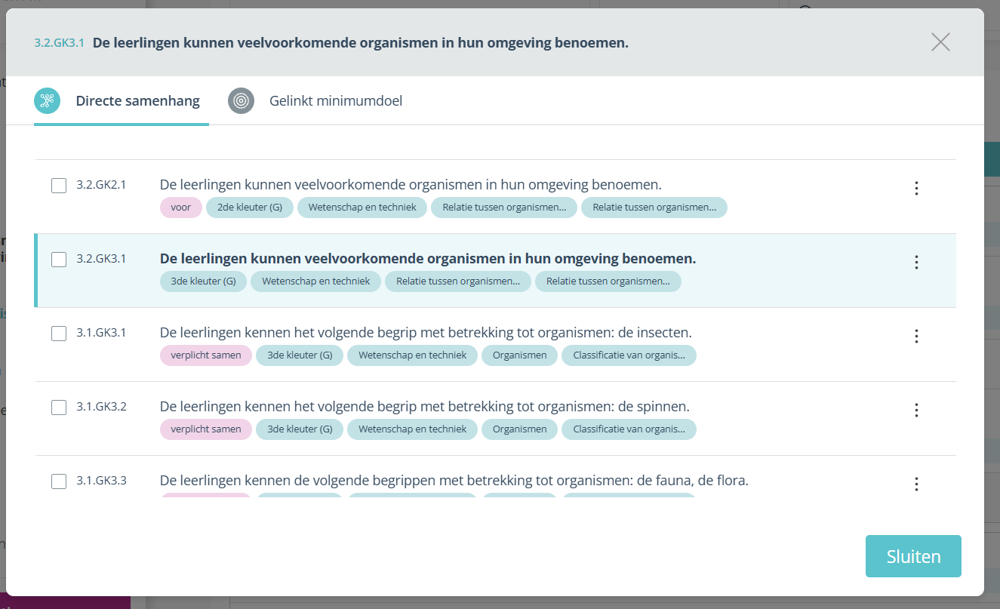 3.2.GK3.1 De leerlingen kunnen veelvoorkomende organismen in hun omgeving benoemen.
Directe samenhang Gelinkt minimumdoel
3.2.GK2.1 De leerlingen kunnen veelvoorkomende organismen in hun omgeving benoemen.
voor 2de kleuter (G) Wetenschap en techniek Relatie tussen organismen... Relatie tussen organismen...
3.2.GK3.1 De leerlingen kunnen veelvoorkomende organismen in hun omgeving benoemen.
3de kleuter (G) Wetenschap en techniek Relatie tussen organismen... Relatie tussen organismen...
3.1.GK3.1 De leerlingen kennen het volgende begrip met betrekking tot organismen: de insecten.
verplicht samen 3de kleuter (G) Wetenschap en techniek Organismen Classificatie van organis...
3.1.GK3.2 De leerlingen kennen het volgende begrip met betrekking tot organismen: de spinnen.
verplicht samen 3de kleuter (G) Wetenschap en techniek Organismen Classificatie van organis...
3.1.GK3.3 De leerlingen kennen de volgende begrippen met betrekking tot organismen: de fauna, de flora.
Sluiten